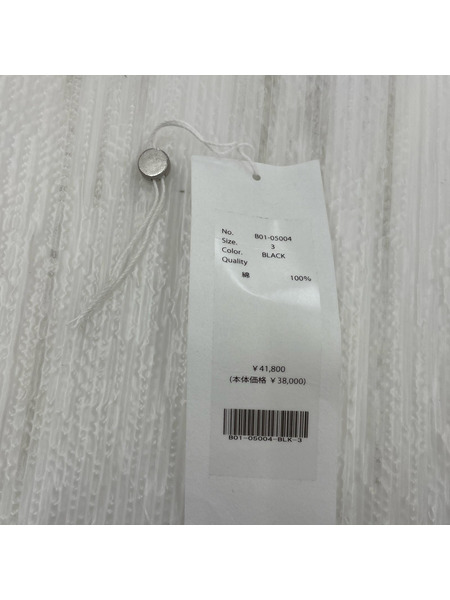 No. B01-05004
Size. 3
Color. BLACK
Quality
綿 100%
¥41,800
(本体価格 ¥38,000)
B01-05004-BLK-3